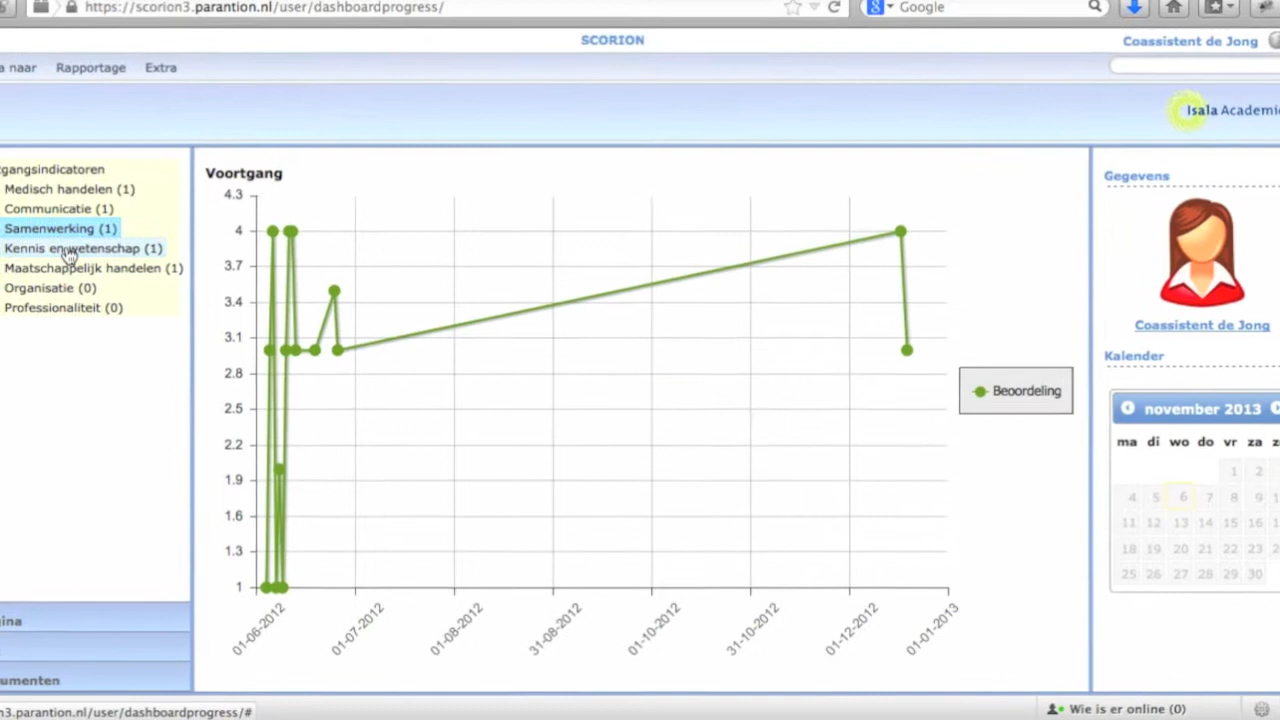 https://scorion3.parantion.nl/user/dashboardprogress/
Google
SCORION
Coassistent de Jong
a naar Rapportage Extra
Isala Academi
gangsindicatoren
Medisch handelen (1)
Communicatie (1)
Samenwerking (1)
Kennis en wetenschap (1)
Maatschappelijk handelen (1)
Organisatie (0)
Professionaliteit (0)
Voortgang
4.3
4
3.7
3.4
3.1
2.8
2.5
2.2
1.9
1.6
1.3
1
01-06-2012
01-07-2012
01-08-2012
31-08-2012
01-10-2012
31-10-2012
01-12-2012
01-01-2013
Beoordeling
Gegevens
Coassistent de Jong
Kalender
november 2013
ma di wo do vr za z
1 2
4 5 6 7 8 9 1
11 12 13 14 15 16 1
18 19 20 21 22 23 2
25 26 27 28 29 30
gina
umenten
n3.parantion.nl/user/dashboardprogress/#
Wie is er online (0)